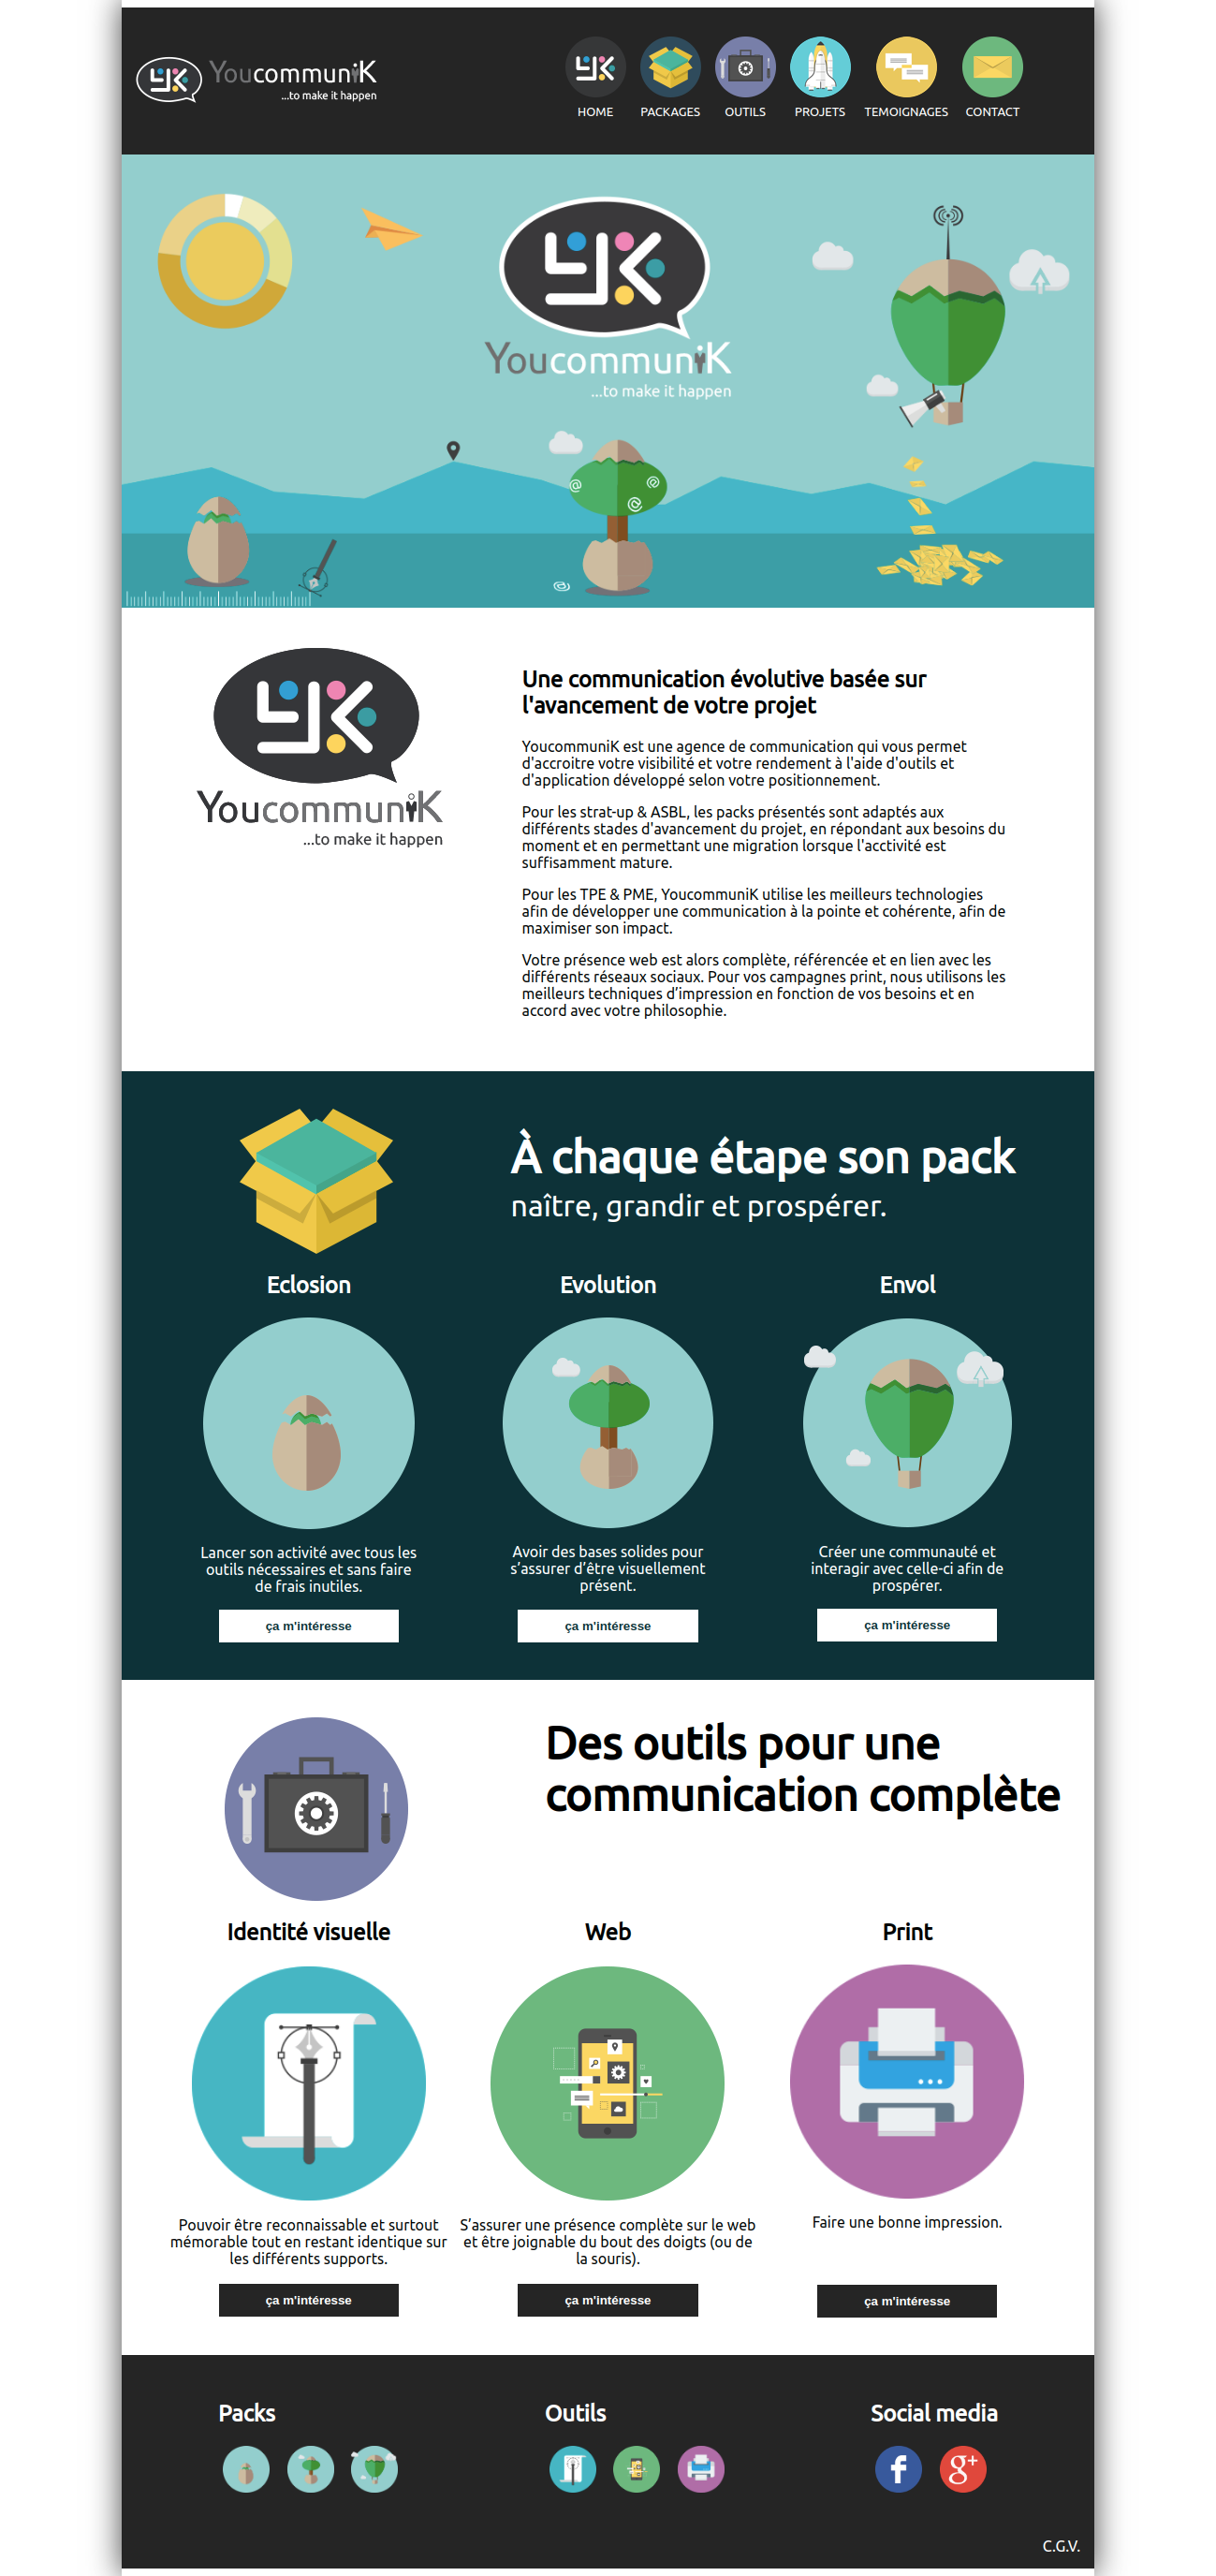 YoucommuniK
...to make it happen
HOME
PACKAGES
OUTILS
PROJETS
TEMOIGNAGES
CONTACT
YoucommuniK
...to make it happen
@
@
@
@
YoucommuniK
...to make it happen
Une communication évolutive basée sur
l'avancement de votre projet
YoucommuniK est une agence de communication qui vous permet
d'accroitre votre visibilité et votre rendement à l'aide d'outils et
d'application développé selon votre positionnement.
Pour les strat-up & ASBL, les packs présentés sont adaptés aux
différents stades d'avancement du projet, en répondant aux besoins du
moment et en permettant une migration lorsque l'acctivité est
suffisamment mature.
Pour les TPE & PME, YoucommuniK utilise les meilleurs technologies
afin de développer une communication à la pointe et cohérente, afin de
maximiser son impact.
Votre présence web est alors complète, référencée et en lien avec les
différents réseaux sociaux. Pour vos campagnes print, nous utilisons les
meilleurs techniques d’impression en fonction de vos besoins et en
accord avec votre philosophie.
À chaque étape son pack
naître, grandir et prospérer.
Eclosion
Evolution
Envol
Lancer son activité avec tous les
outils nécessaires et sans faire
de frais inutiles.
Avoir des bases solides pour
s’assurer d’être visuellement
présent.
Créer une communauté et
interagir avec celle-ci afin de
prospérer.
ça m'intéresse
ça m'intéresse
ça m'intéresse
Des outils pour une
communication complète
Identité visuelle
Web
Print
Pouvoir être reconnaissable et surtout
mémorable tout en restant identique sur
les différents supports.
S’assurer une présence complète sur le web
et être joignable du bout des doigts (ou de
la souris).
Faire une bonne impression.
ça m'intéresse
ça m'intéresse
ça m'intéresse
Packs
Outils
Social media
f
g+
C.G.V.